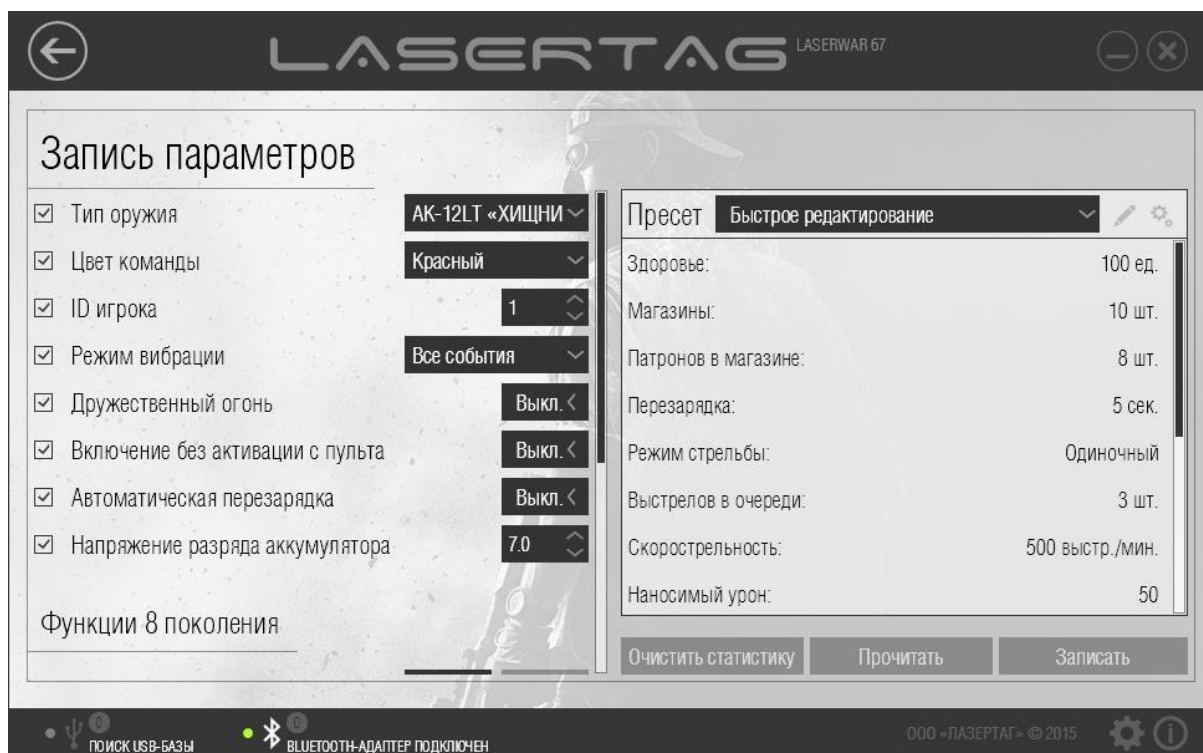 LASERTAG LASERWAR 67
Запись параметров
Тип оружия AK-12LT «ХИЩНИ
Цвет команды Красный
ID игрока 1
Режим вибрации Все события
Дружественный огонь Выкл.
Включение без активации с пульта Выкл.
Автоматическая перезарядка Выкл.
Напряжение разряда аккумулятора 7.0
Функции 8 поколения
Пресет Быстрое редактирование
Здоровье: 100 ед.
Магазины: 10 шт.
Патронов в магазине: 8 шт.
Перезарядка: 5 сек.
Режим стрельбы: Одиночный
Выстрелов в очереди: 3 шт.
Скорострельность: 500 выстр./мин.
Наносимый урон: 50
Очистить статистику Прочитать Записать
0 ПОИСК USB-БАЗЫ
0 BLUETOOTH-АДАПТЕР ПОДКЛЮЧЕН
ООО «ЛАЗЕРТАГ» © 2015